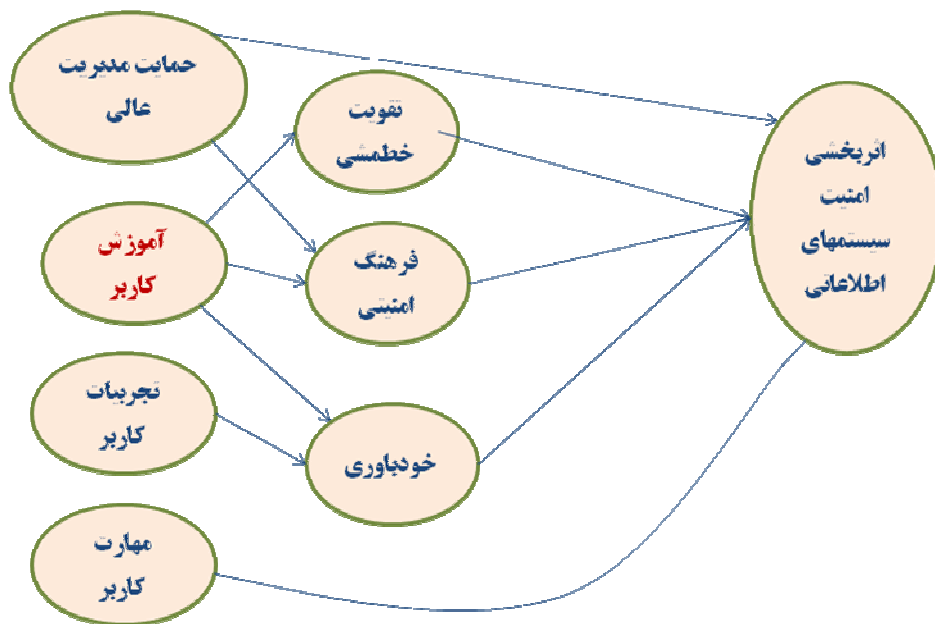 حمایت مدیریت
عالی
تقویت
خطمشی
اثربخشی
امنیت
سیستمهای
اطلاعاتی
آموزش
کاربر
فرهنگ
امنیتی
تجربیات
کاربر
خودباوری
مهارت
کاربر